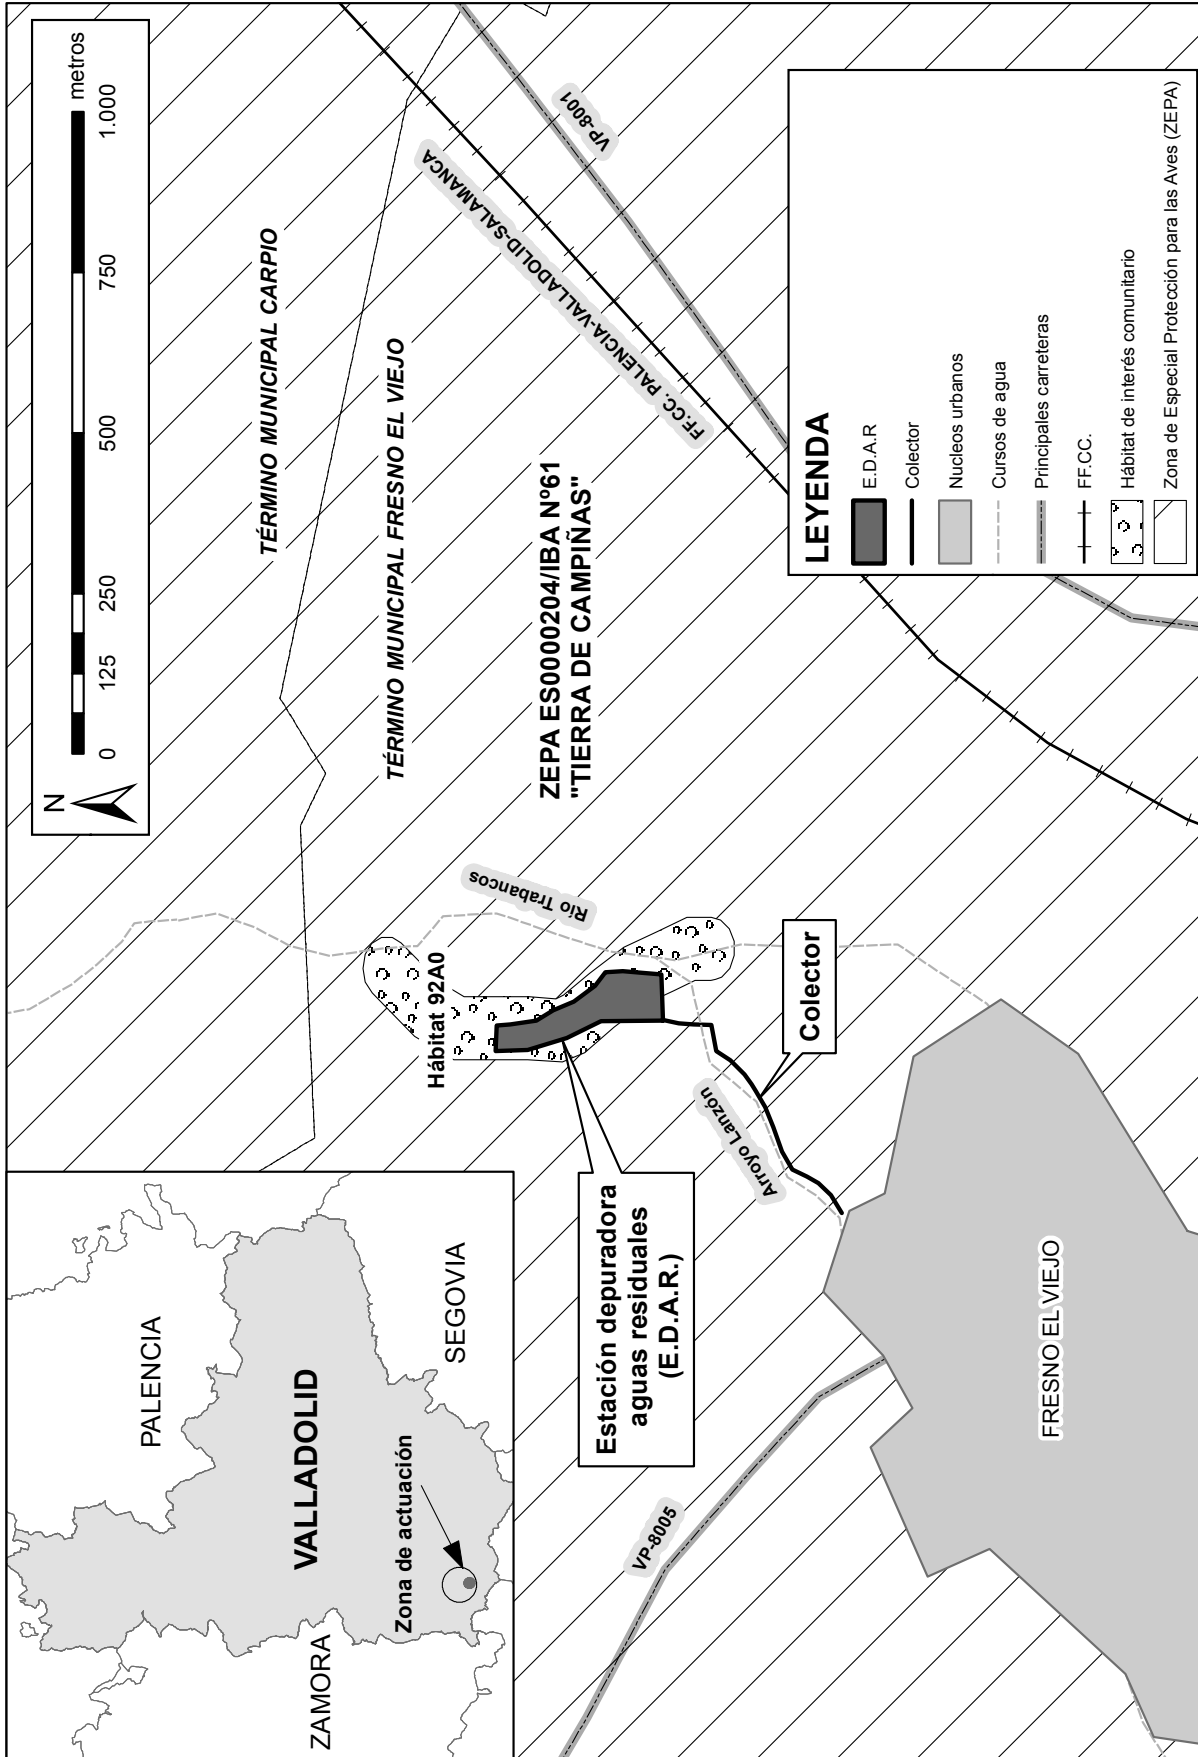 PALENCIA
VALLADOLID
SEGOVIA
ZAMORA
Zona de actuación
N
0
125
250
500
750
1.000
metros
TÉRMINO MUNICIPAL CARPIO
TÉRMINO MUNICIPAL FRESNO EL VIEJO
ZEPA ES0000204/IBA Nº61
"TIERRA DE CAMPIÑAS"
FF.CC. PALENCIA-VALLADOLID-SALAMANCA
VP-8001
Río Trabancos
Hábitat 92A0
Estación depuradora
aguas residuales
(E.D.A.R.)
Arroyo Lanzón
Colector
VP-8005
FRESNO EL VIEJO
LEYENDA
E.D.A.R
Colector
Nucleos urbanos
Cursos de agua
Principales carreteras
FF.CC.
Hábitat de interés comunitario
Zona de Especial Protección para las Aves (ZEPA)